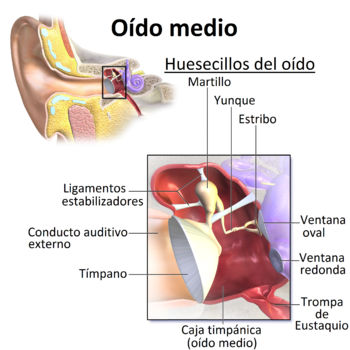 Oído medio
Huesecillos del oído
Martillo
Yunque
Estribo
Ligamentos
estabilizadores
Conducto auditivo
externo
Tímpano
Ventana
oval
Ventana
redonda
Trompa
de
Eustaquio
Caja timpánica
(oído medio)